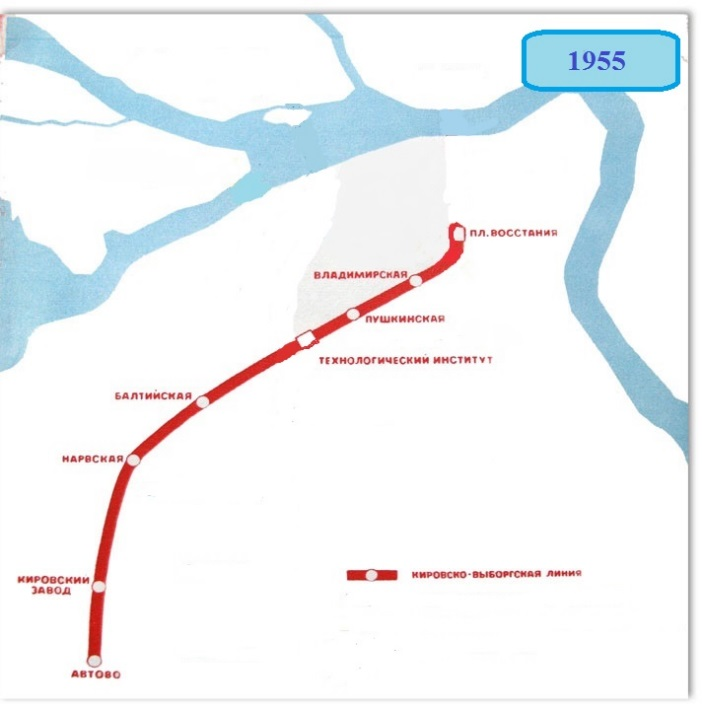 1955
ПЛ. ВОССТАНИЯ
ВЛАДИМИРСКАЯ
ПУШКИНСКАЯ
ТЕХНОЛОГИЧЕСКИЙ ИНСТИТУТ
БАЛТИЙСКАЯ
НАРВСКАЯ
КИРОВСКО-ВЫБОРГСКАЯ ЛИНИЯ
КИРОВСКИЙ
ЗАВОД
АВТОВО